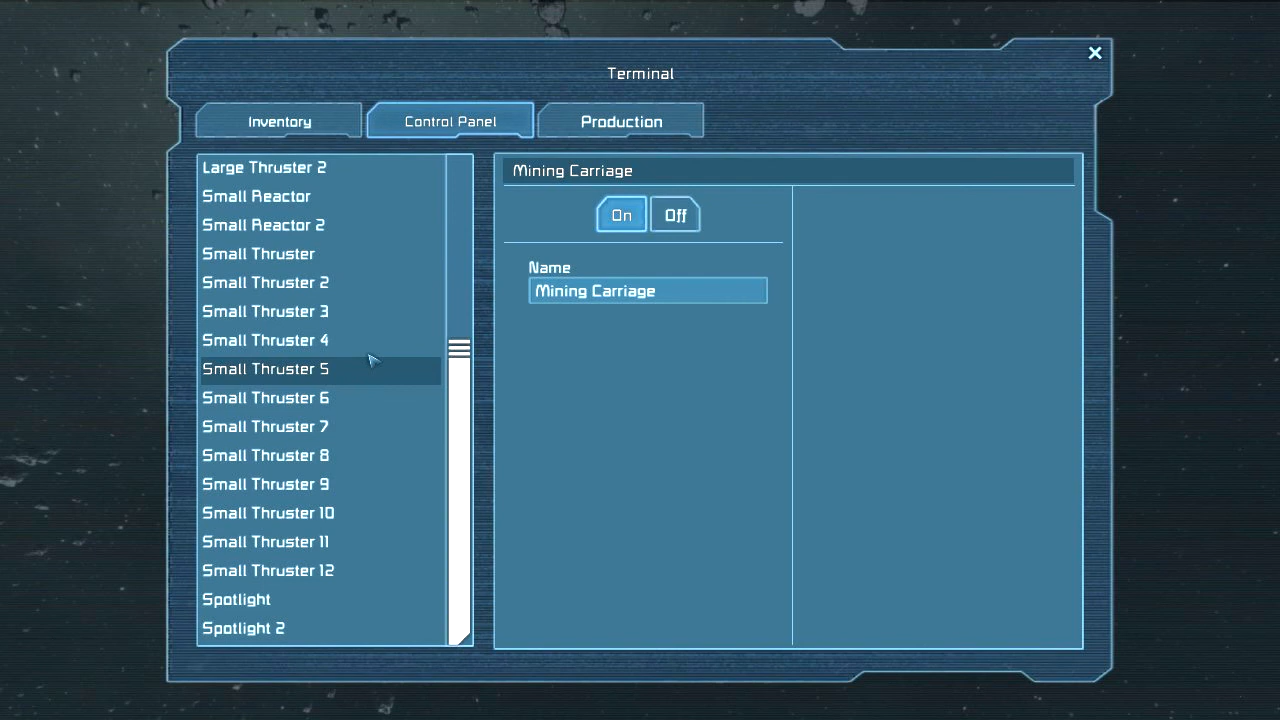 Terminal
Inventory
Control Panel
Production
Large Thruster 2
Small Reactor
Small Reactor 2
Small Thruster
Small Thruster 2
Small Thruster 3
Small Thruster 4
Small Thruster 5
Small Thruster 6
Small Thruster 7
Small Thruster 8
Small Thruster 9
Small Thruster 10
Small Thruster 11
Small Thruster 12
Spotlight
Spotlight 2
Mining Carriage
On
Off
Name
Mining Carriage